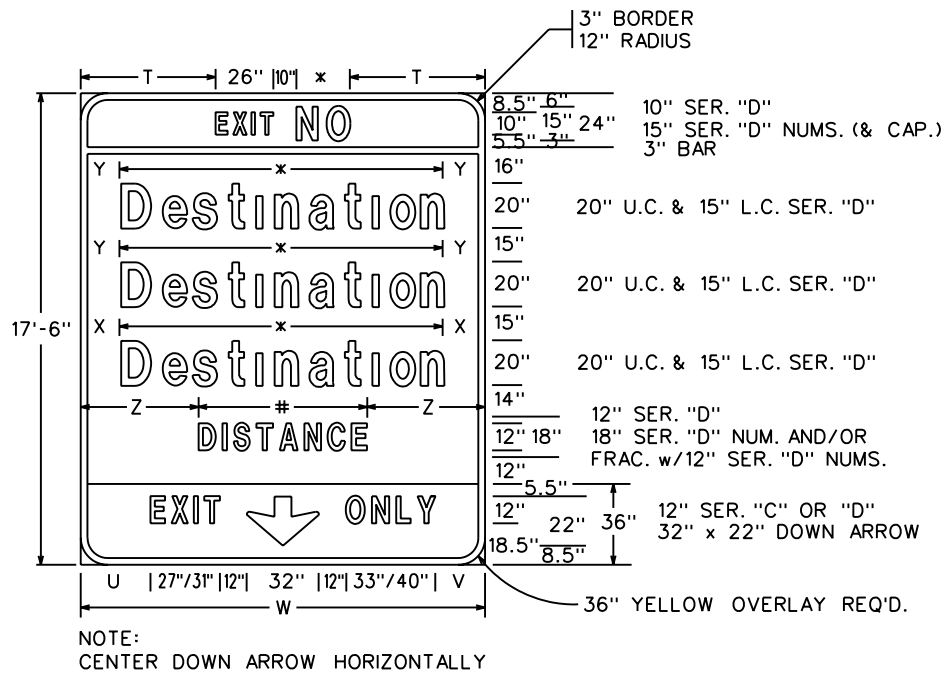 3" BORDER
12" RADIUS
T 26" 10" * T
EXIT NO
8.5" 6"
10" 15" 24"
5.5" 3"
10" SER. "D"
15" SER. "D" NUMS. (& CAP.)
3" BAR
Y * Y
16"
Destination
20" 20" U.C. & 15" L.C. SER. "D"
Y * Y
15"
Destination
20" 20" U.C. & 15" L.C. SER. "D"
17'-6"
X * X
15"
Destination
20" 20" U.C. & 15" L.C. SER. "D"
Z # Z
14"
DISTANCE
12" 18"
12" SER. "D"
18" SER. "D" NUM. AND/OR
FRAC. w/12" SER. "D" NUMS.
12"
5.5"
EXIT ONLY
12" 22" 36"
18.5" 8.5"
12" SER. "C" OR "D"
32" x 22" DOWN ARROW
U 27"/31" 12" 32" 12" 33"/40" V
W
36" YELLOW OVERLAY REQ'D.
NOTE:
CENTER DOWN ARROW HORIZONTALLY